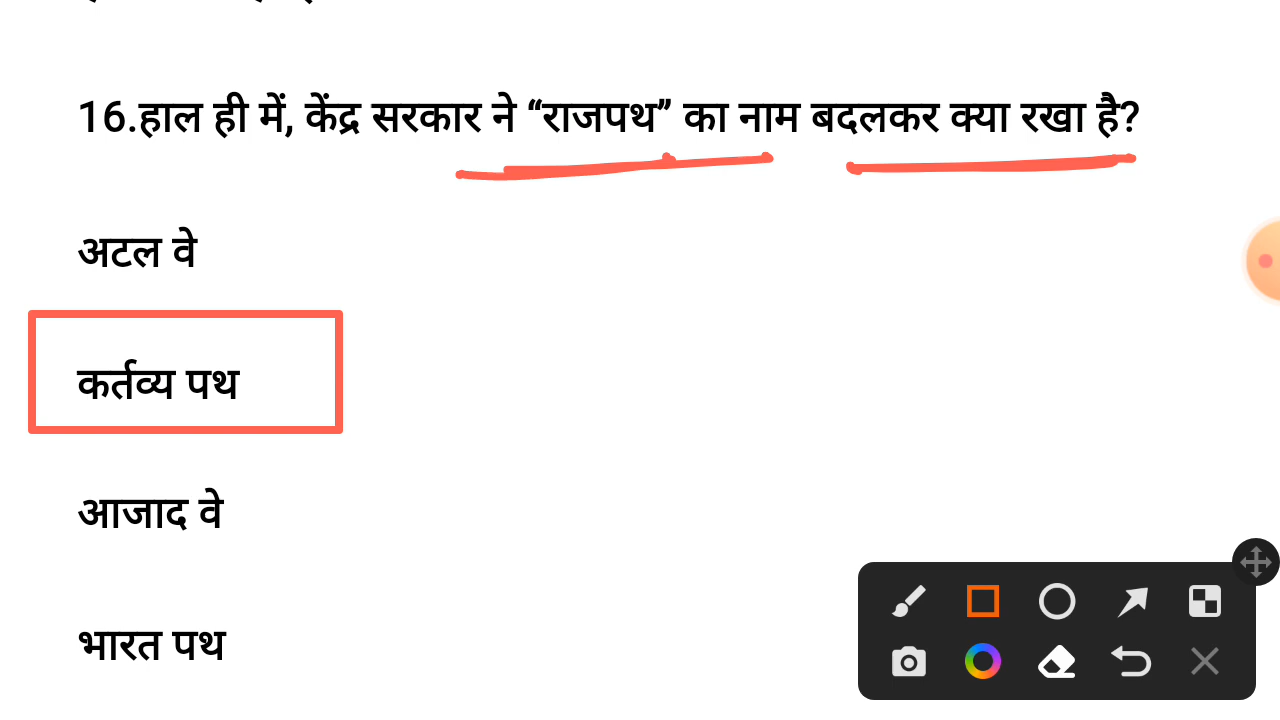 16.हाल ही में, केंद्र सरकार ने “राजपथ” का नाम बदलकर क्या रखा है?
अटल वे
कर्तव्य पथ
आजाद वे
भारत पथ